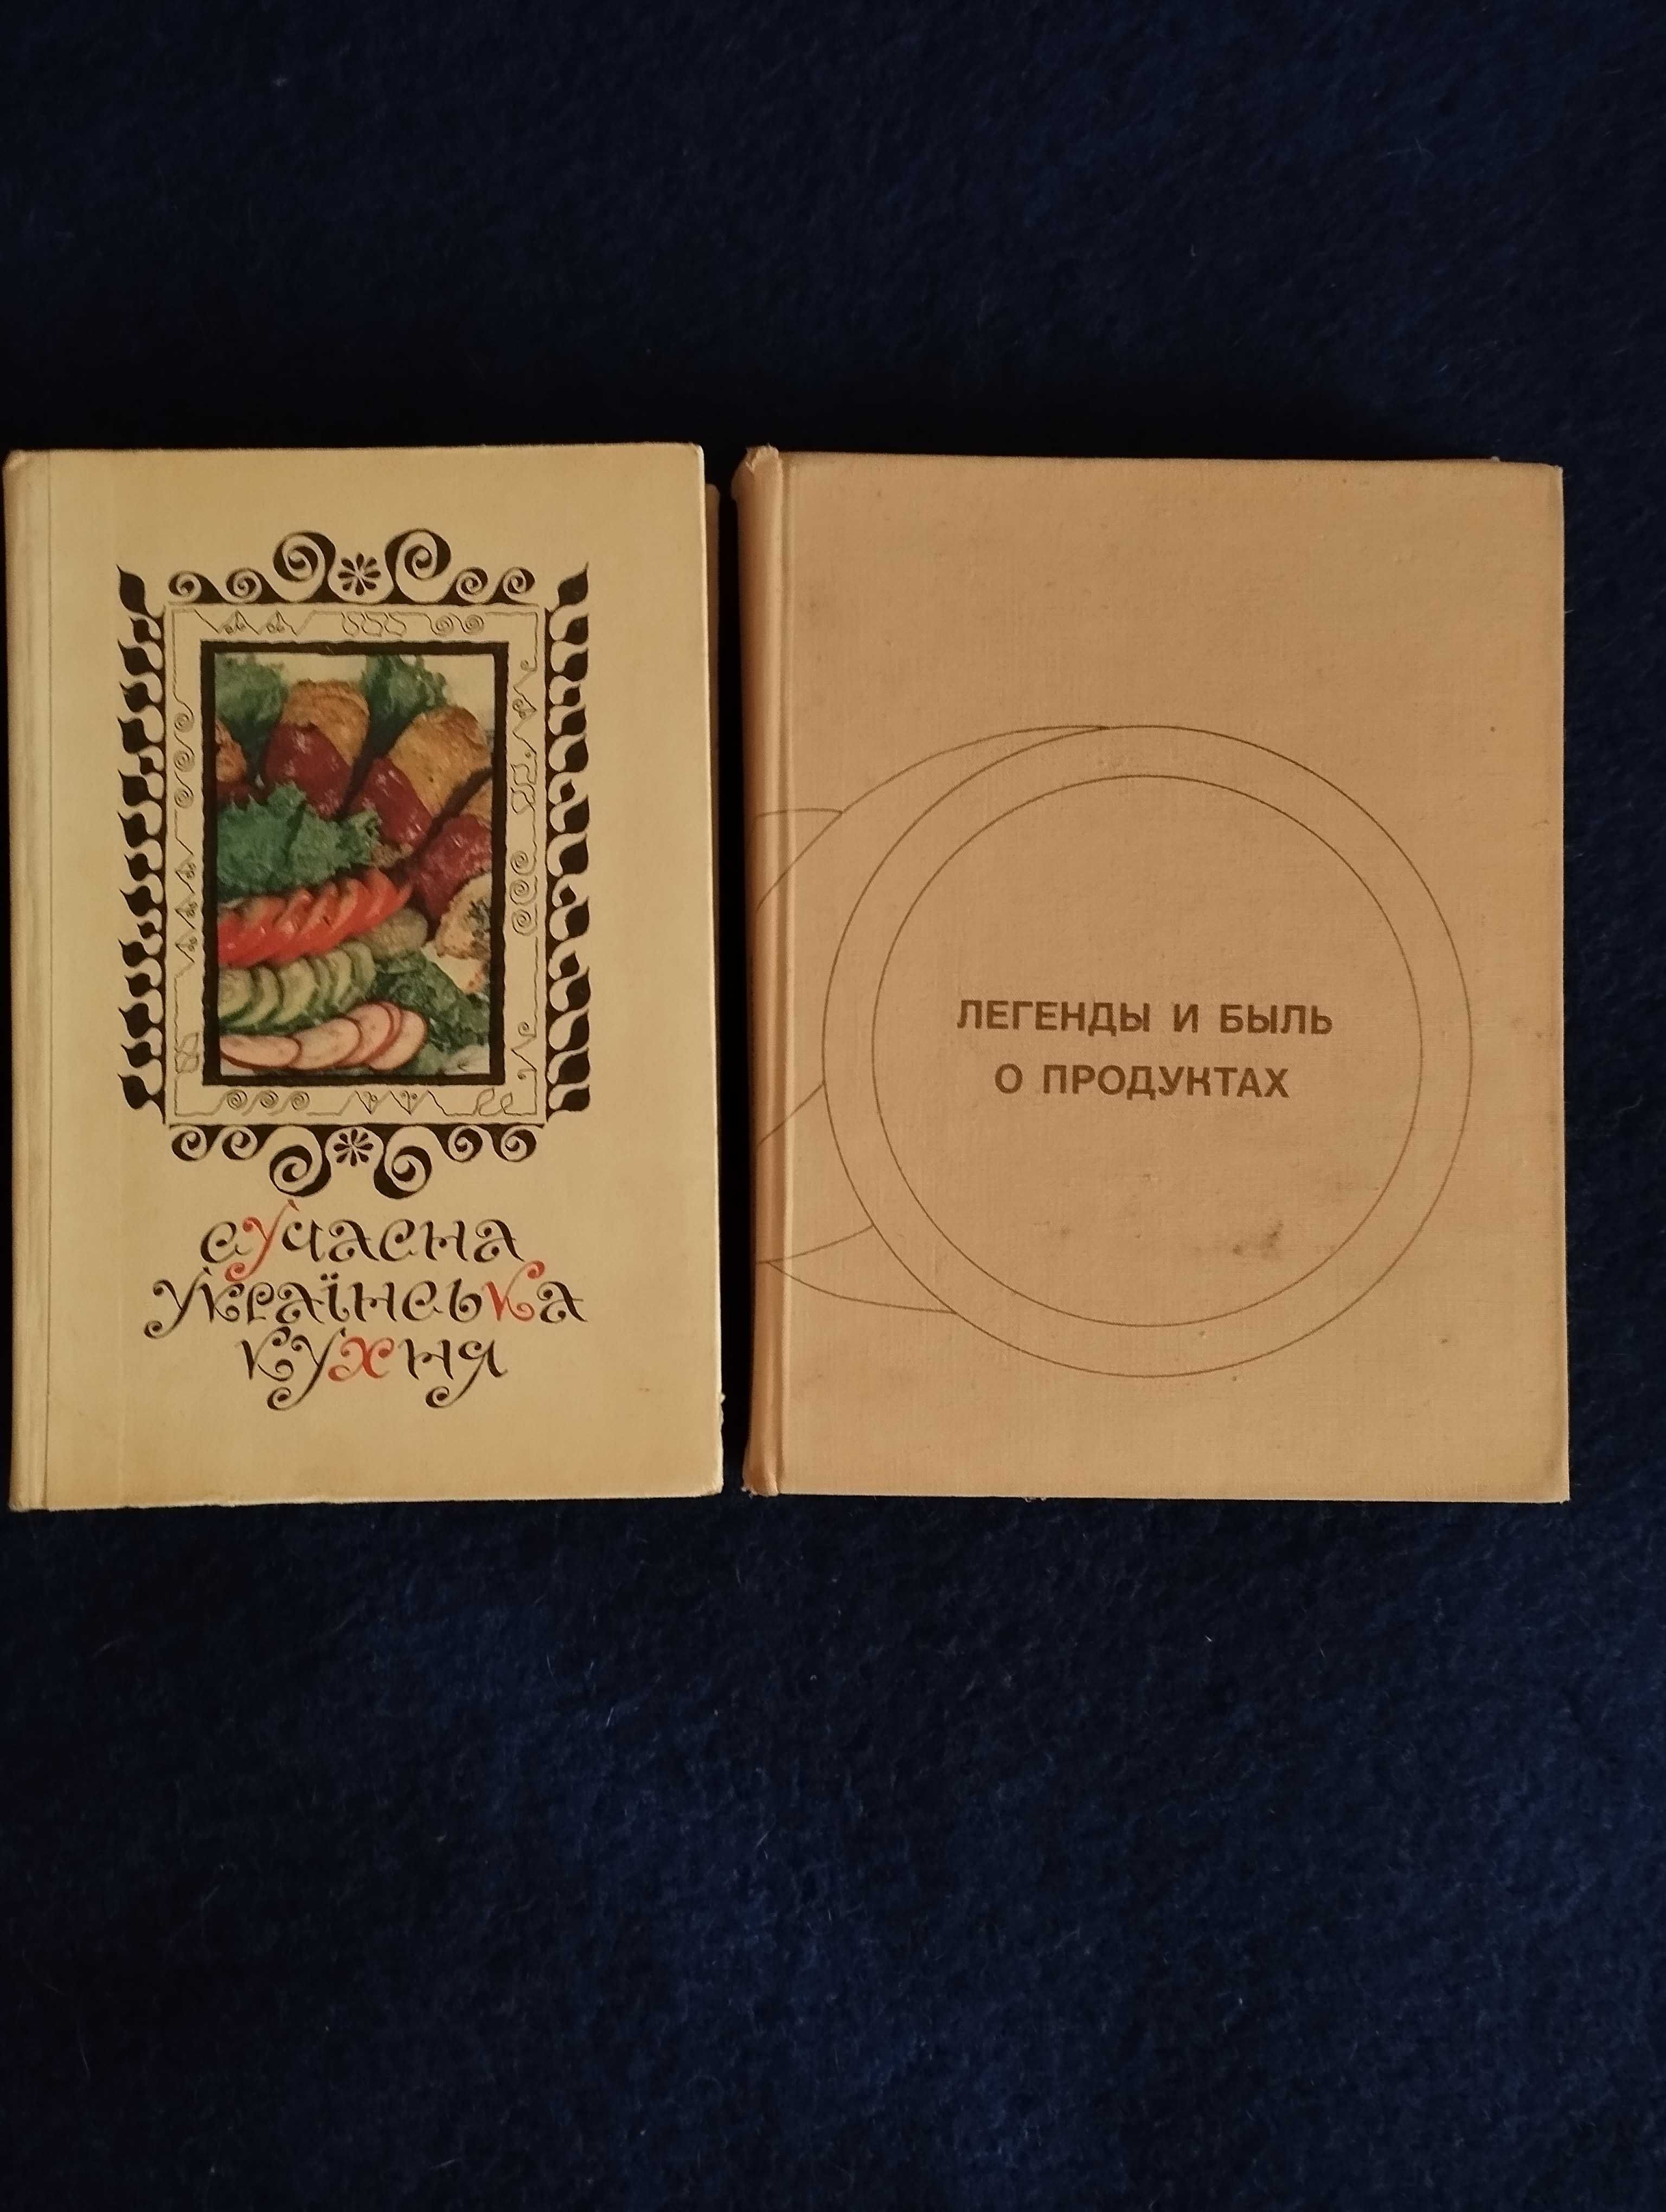 сучасна
українська
кухня
ЛЕГЕНДЫ И БЫЛЬ
О ПРОДУКТАХ